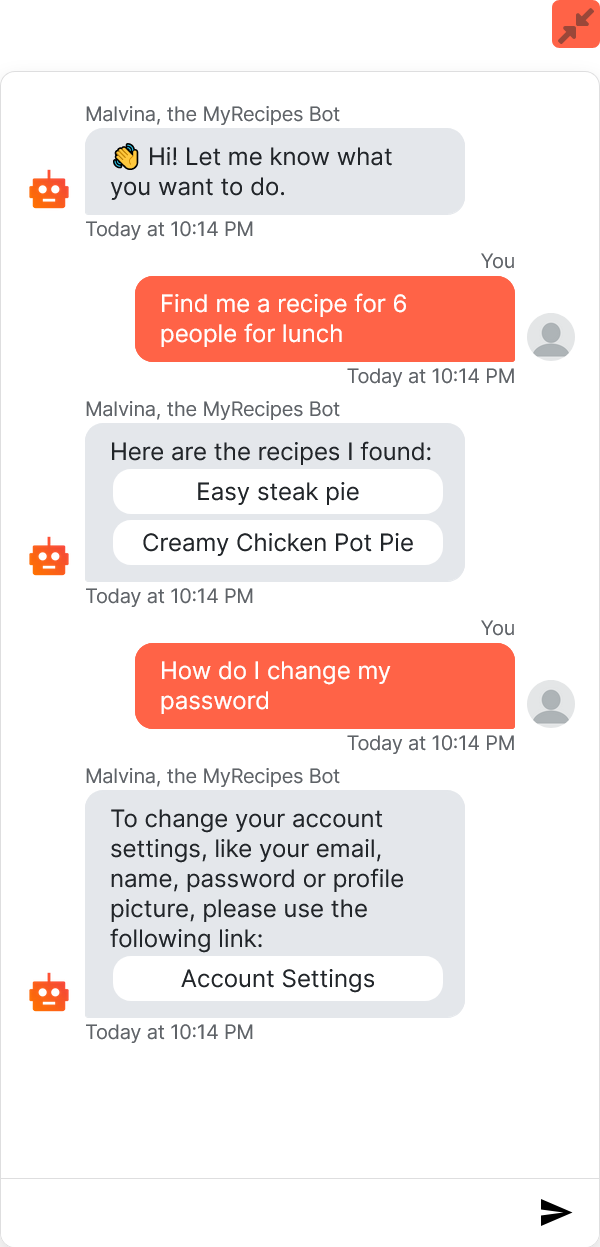 Malvina, the MyRecipes Bot
👏 Hi! Let me know what
you want to do.
Today at 10:14 PM
You
Find me a recipe for 6
people for lunch
Today at 10:14 PM
Malvina, the MyRecipes Bot
Here are the recipes I found:
Easy steak pie
Creamy Chicken Pot Pie
Today at 10:14 PM
You
How do I change my
password
Today at 10:14 PM
Malvina, the MyRecipes Bot
To change your account
settings, like your email,
name, password or profile
picture, please use the
following link:
Account Settings
Today at 10:14 PM